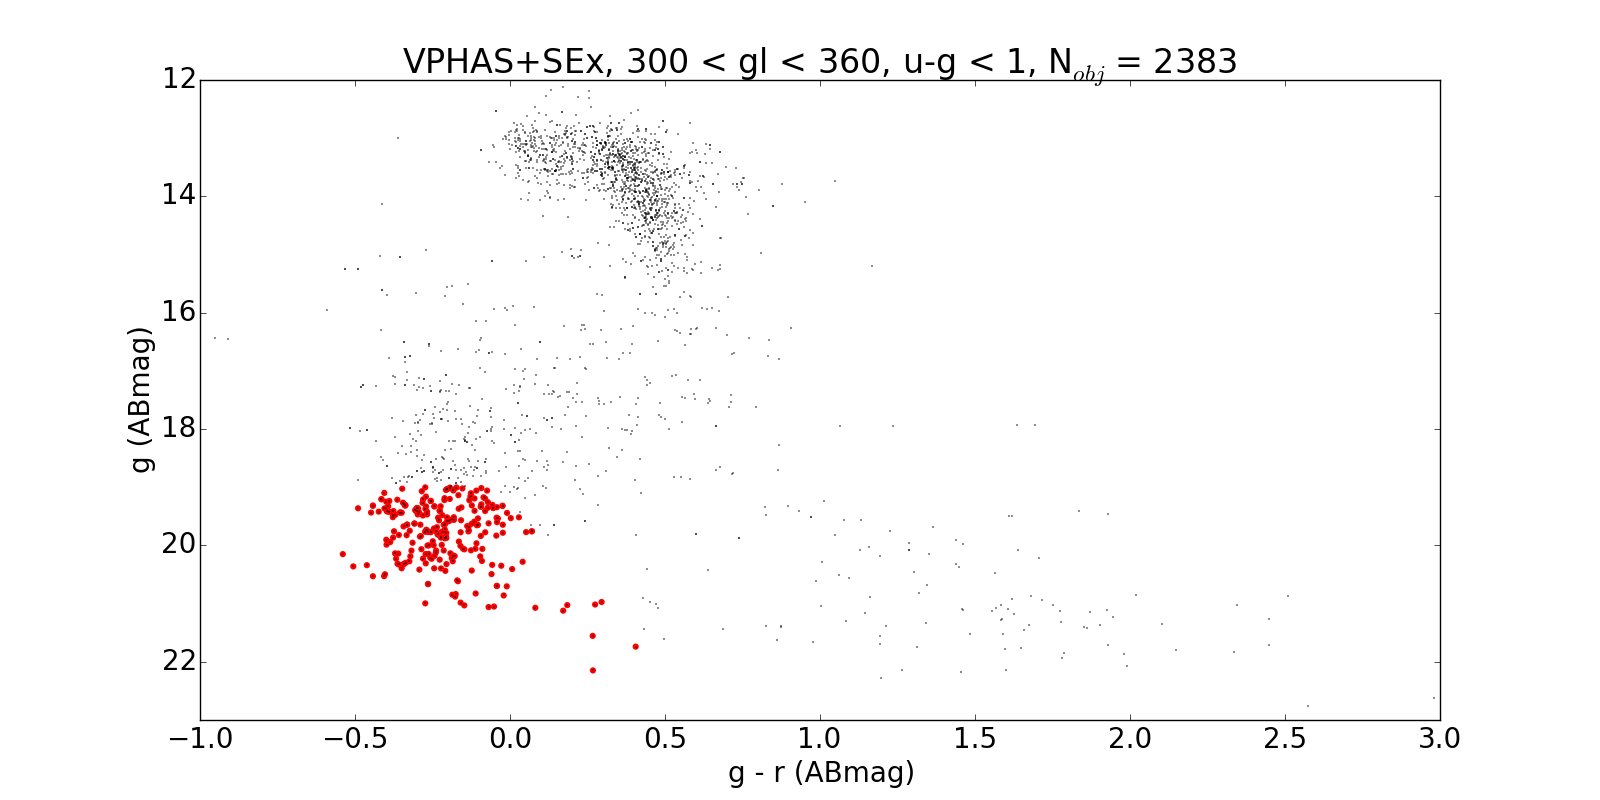 VPHAS+SEx, 300 < gl < 360, u-g < 1, N_obj = 2383
12
14
16
18
20
22
g (ABmag)
−1.0 −0.5 0.0 0.5 1.0 1.5 2.0 2.5 3.0
g - r (ABmag)